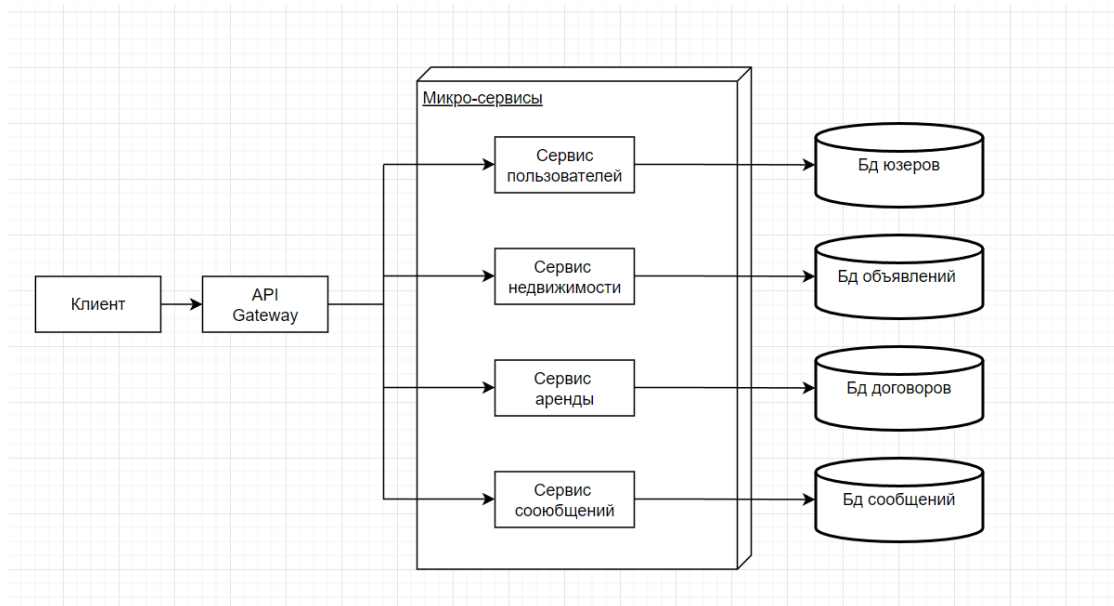 Микро-сервисы
Сервис
пользователей
Бд юзеров
Сервис
недвижимости
Бд объявлений
Клиент
API
Gateway
Сервис
аренды
Бд договоров
Сервис
сооюбщений
Бд сообщений